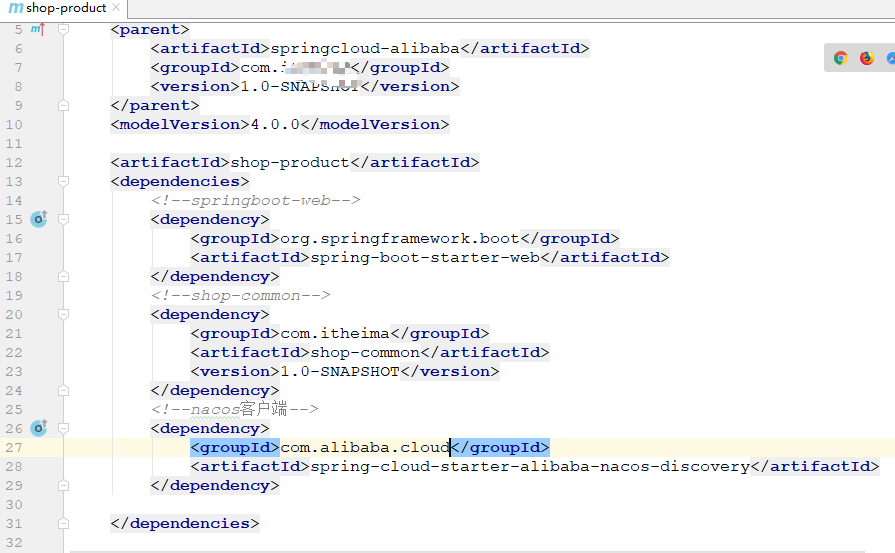 shop-product
5 <parent>
6 <artifactId>springcloud-alibaba</artifactId>
7 <groupId>com.</groupId>
8 <version>1.0-SNAPSHOT</version>
9 </parent>
10 <modelVersion>4.0.0</modelVersion>
11
12 <artifactId>shop-product</artifactId>
13 <dependencies>
14 <!--springboot-web-->
15 <dependency>
16 <groupId>org.springframework.boot</groupId>
17 <artifactId>spring-boot-starter-web</artifactId>
18 </dependency>
19 <!--shop-common-->
20 <dependency>
21 <groupId>com.itheima</groupId>
22 <artifactId>shop-common</artifactId>
23 <version>1.0-SNAPSHOT</version>
24 </dependency>
25 <!--nacos客户端-->
26 <dependency>
27 <groupId>com.alibaba.cloud</groupId>
28 <artifactId>spring-cloud-starter-alibaba-nacos-discovery</artifactId>
29 </dependency>
30
31 </dependencies>
32